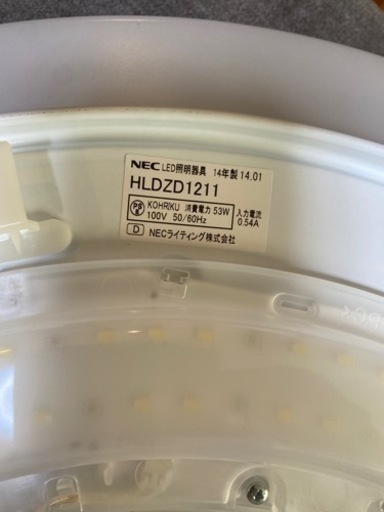 NEC LED照明器具 14年製 14.01
HLDZD1211
PS E KOHRIKU 消費電力 53W 入力電流
100V 50/60Hz 0.54A
D NECライティング株式会社